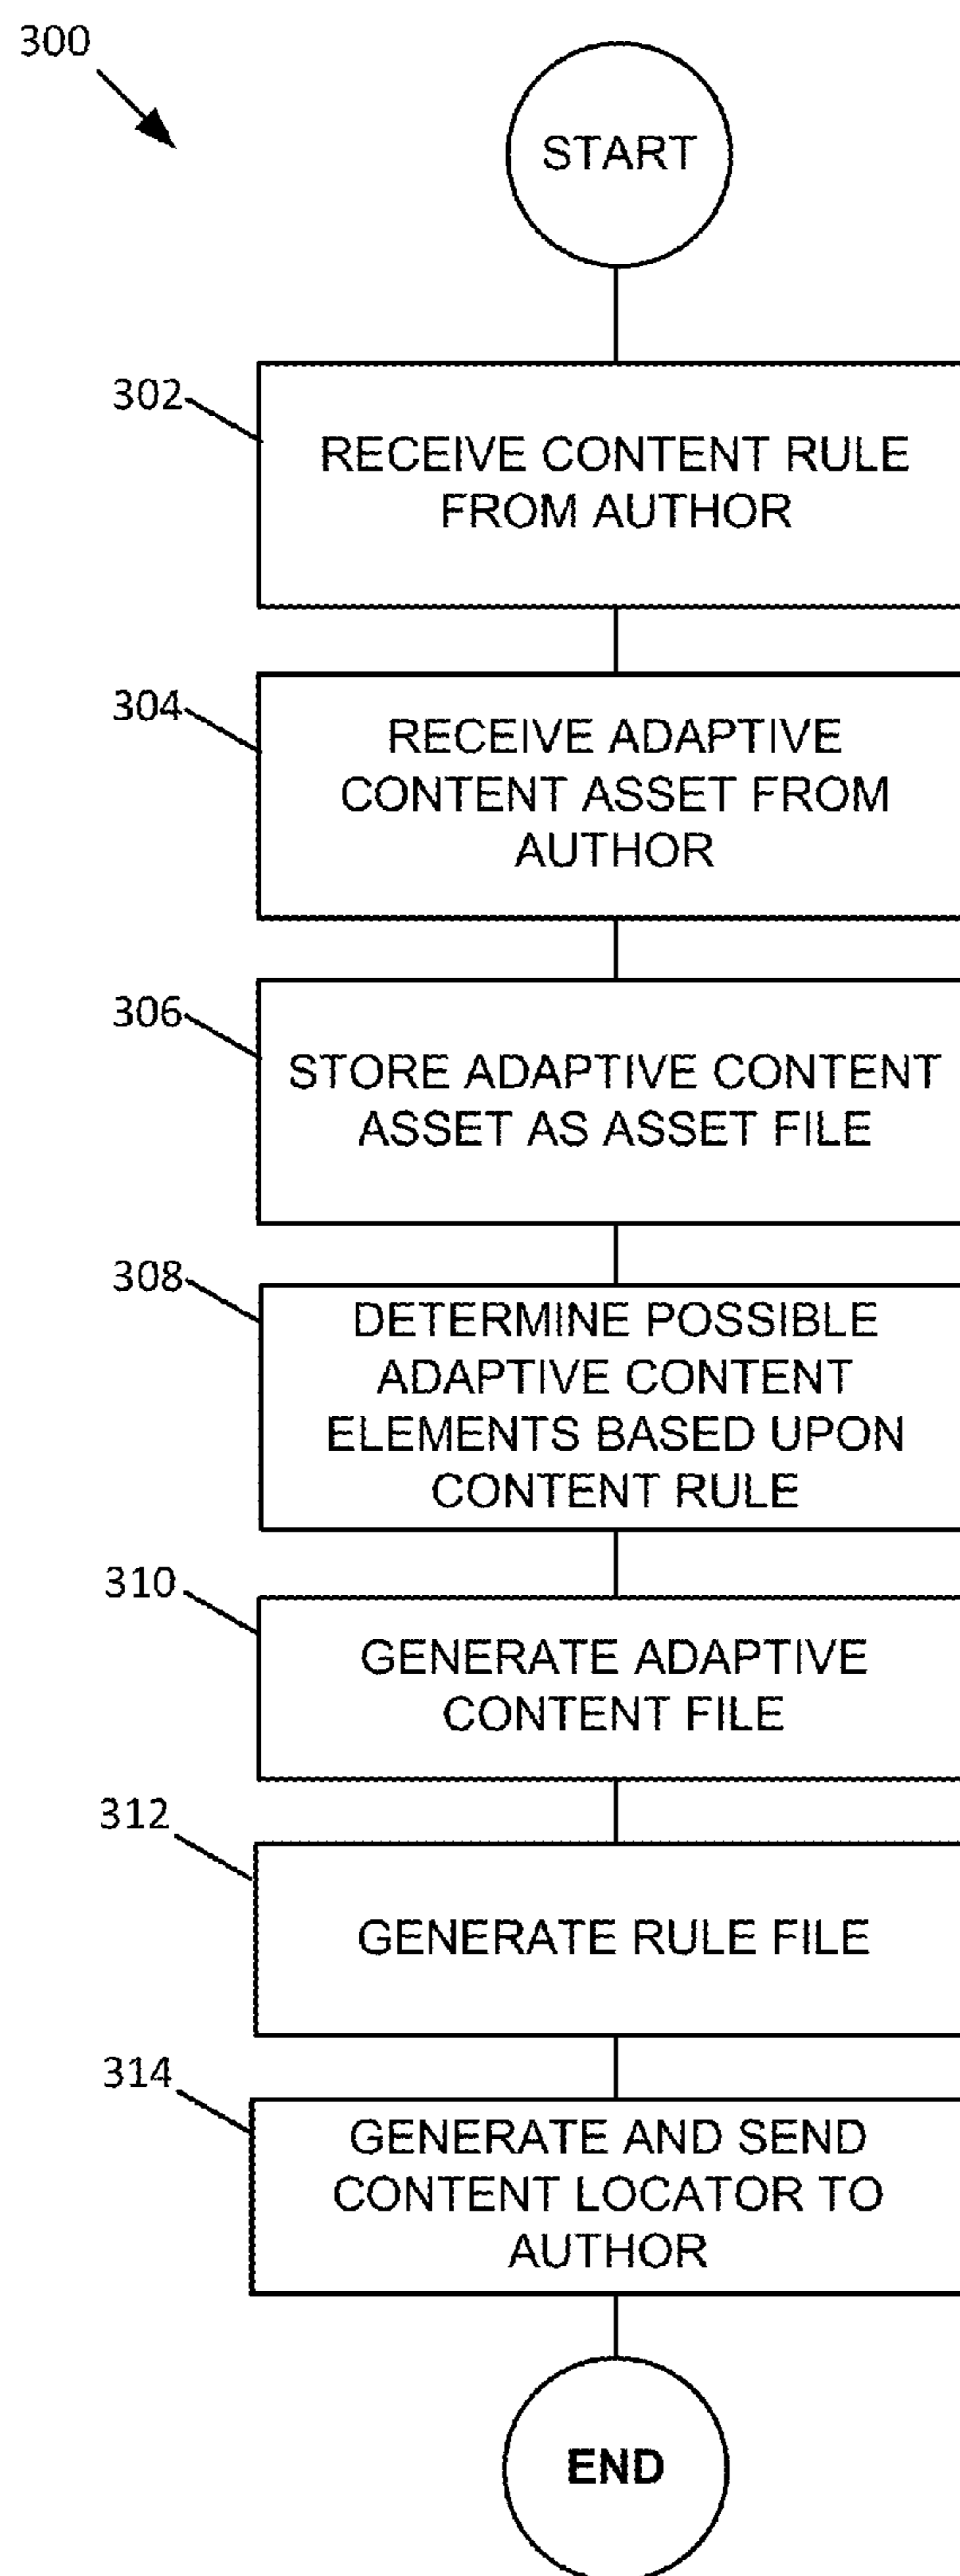 300
START
302
RECEIVE CONTENT RULE
FROM AUTHOR
304
RECEIVE ADAPTIVE
CONTENT ASSET FROM
AUTHOR
306
STORE ADAPTIVE CONTENT
ASSET AS ASSET FILE
308
DETERMINE POSSIBLE
ADAPTIVE CONTENT
ELEMENTS BASED UPON
CONTENT RULE
310
GENERATE ADAPTIVE
CONTENT FILE
312
GENERATE RULE FILE
314
GENERATE AND SEND
CONTENT LOCATOR TO
AUTHOR
END